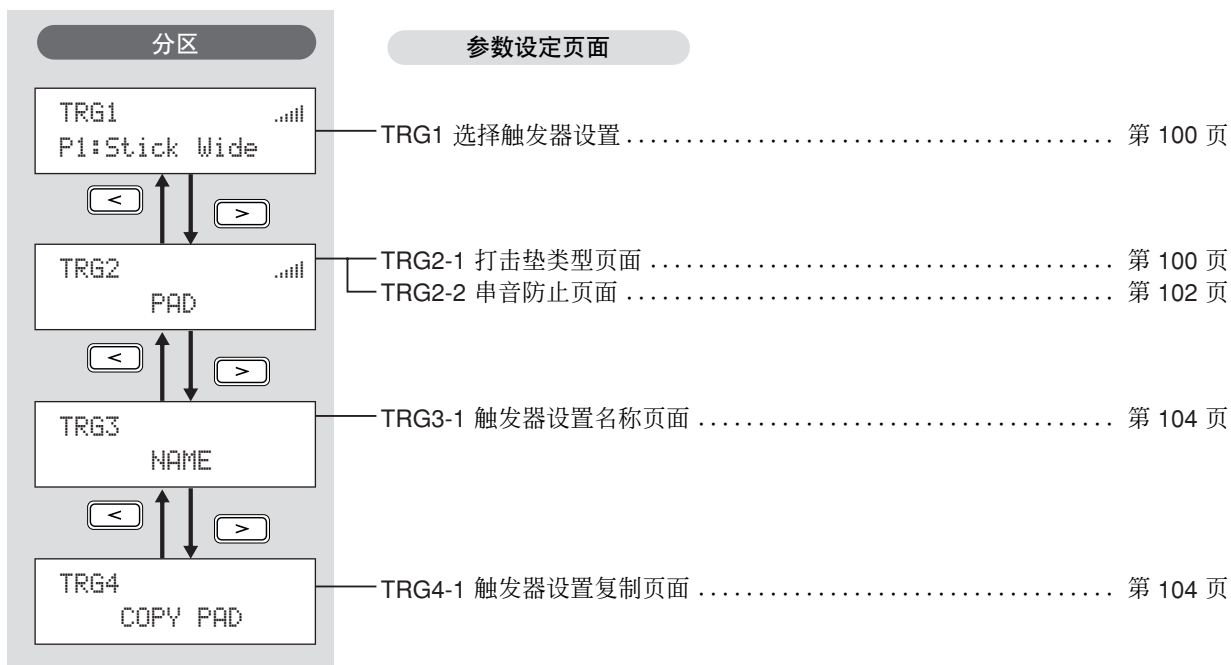 分区
参数设定页面
TRG1
P1:Stick Wide
TRG1 选择触发器设置 ......................................... 第 100 页
<
>
TRG2
PAD
TRG2-1 打击垫类型页面 ....................................... 第 100 页
TRG2-2 串音防止页面 ......................................... 第 102 页
<
>
TRG3
NAME
TRG3-1 触发器设置名称页面 ................................... 第 104 页
<
>
TRG4
COPY PAD
TRG4-1 触发器设置复制页面 ................................... 第 104 页